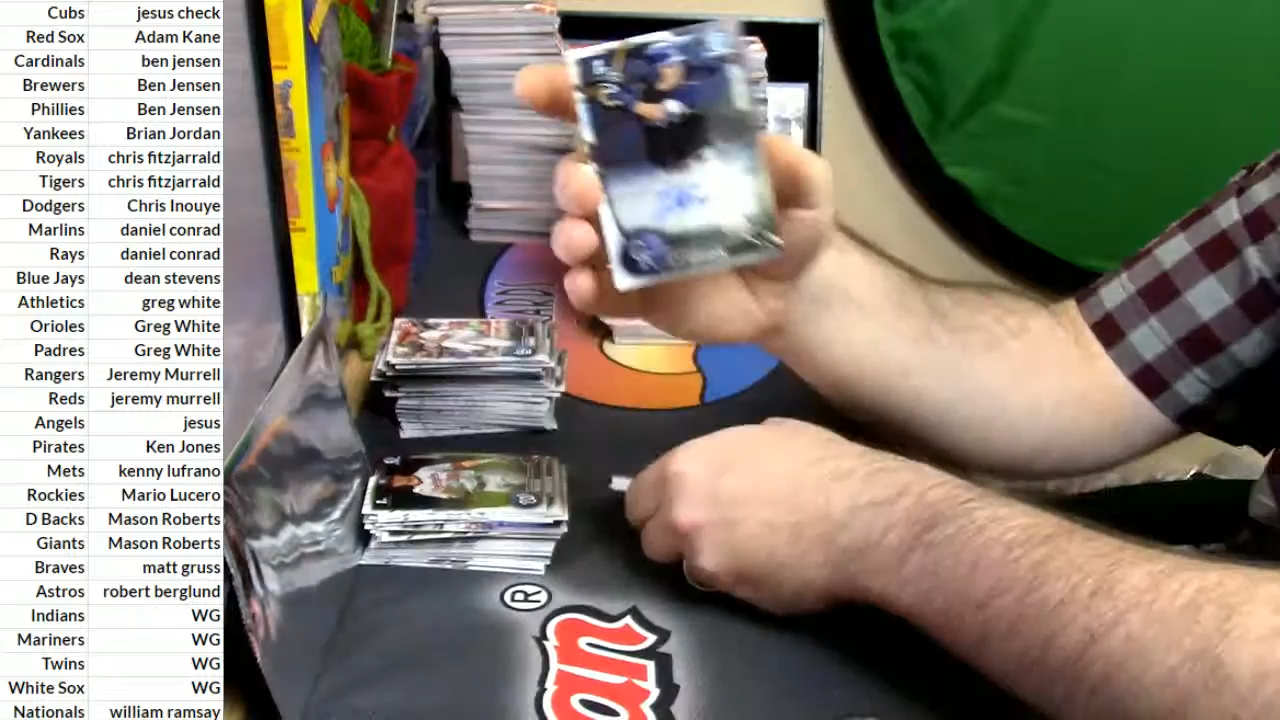 Cubs jesus check
Red Sox Adam Kane
Cardinals ben jensen
Brewers Ben Jensen
Phillies Ben Jensen
Yankees Brian Jordan
Royals chris fitzjarrald
Tigers chris fitzjarrald
Dodgers Chris Inouye
Marlins daniel conrad
Rays daniel conrad
Blue Jays dean stevens
Athletics greg white
Orioles Greg White
Padres Greg White
Rangers Jeremy Murrell
Reds jeremy murrell
Angels jesus
Pirates Ken Jones
Mets kenny lufrano
Rockies Mario Lucero
D Backs Mason Roberts
Giants Mason Roberts
Braves matt gruss
Astros robert berglund
Indians WG
Mariners WG
Twins WG
White Sox WG
Nationals william ramsay
ARDS
®
an